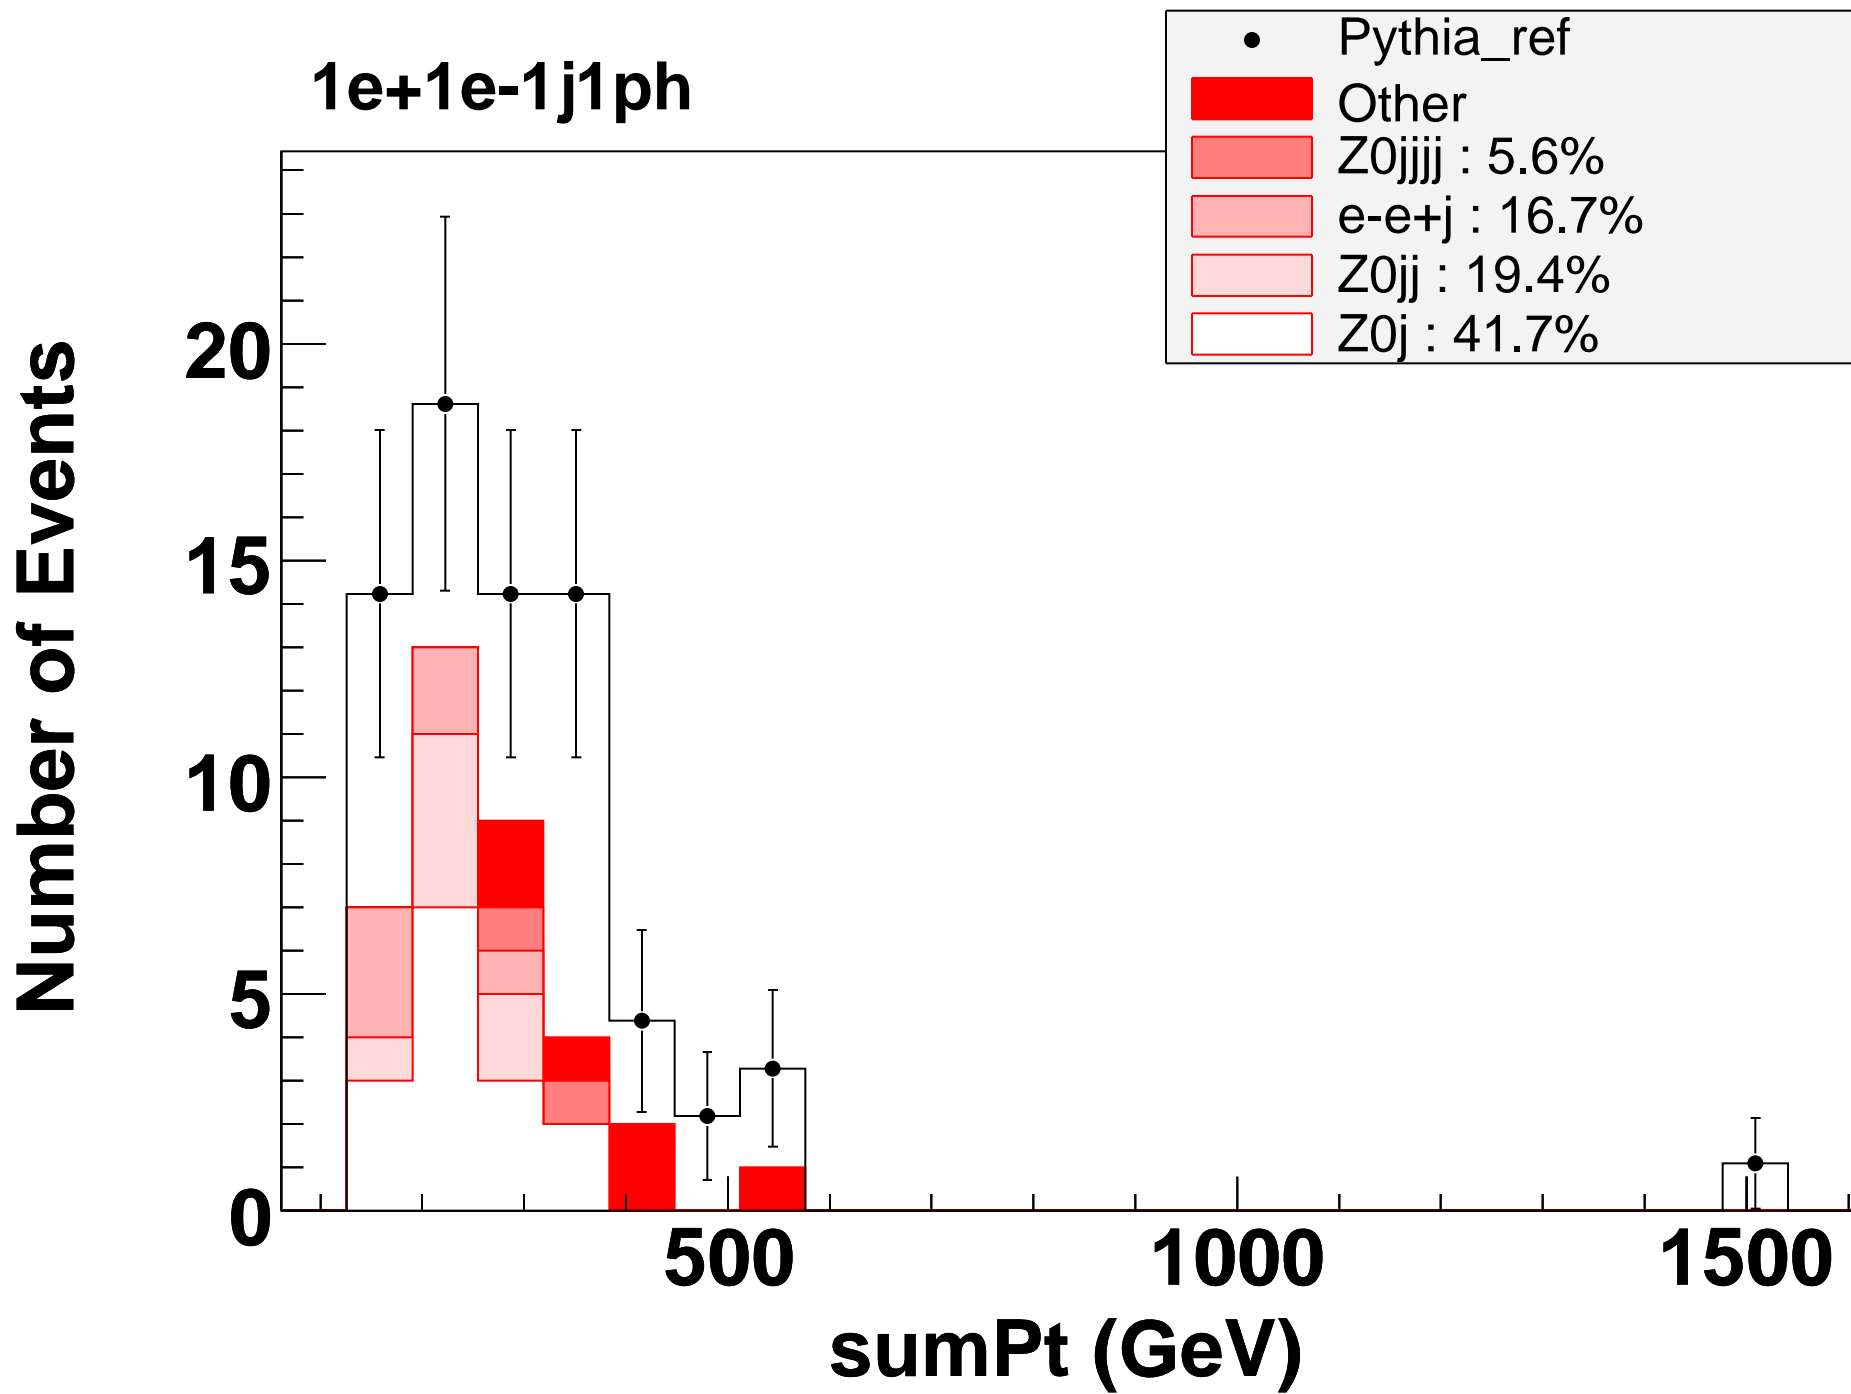 1e+1e-1j1ph
Pythia_ref
Other
Z0jjjj : 5.6%
e-e+j : 16.7%
Z0jj : 19.4%
Z0j : 41.7%
Number of Events
20
15
10
5
0
500 1000 1500
sumPt (GeV)